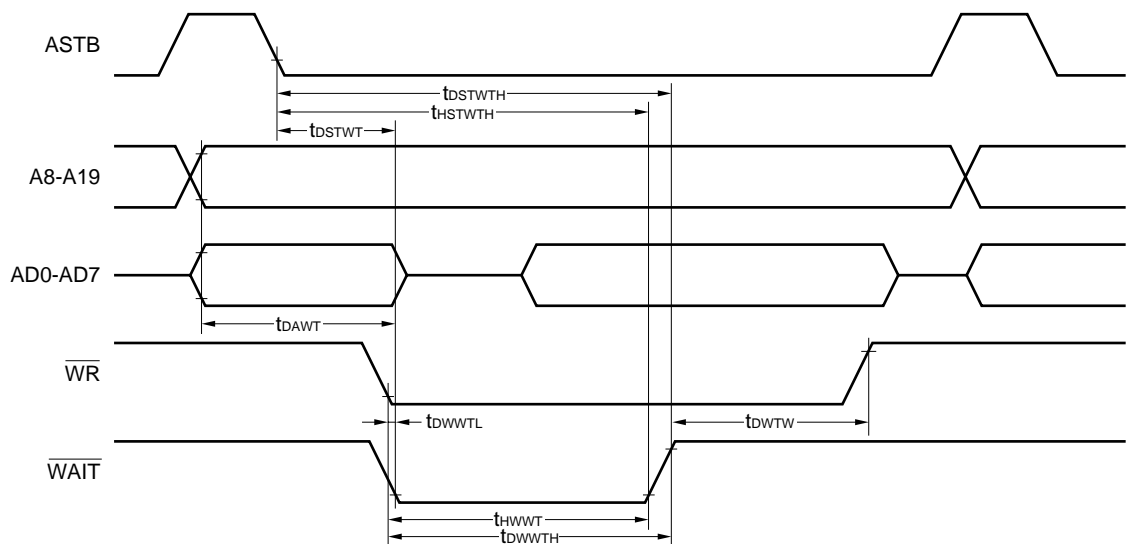 ASTB
tDSTWTH
tHSTWTH
tDSTWT
A8-A19
AD0-AD7
tDAWT
WR
tDWWTL
tDWTW
WAIT
tHWWT
tDWWTH